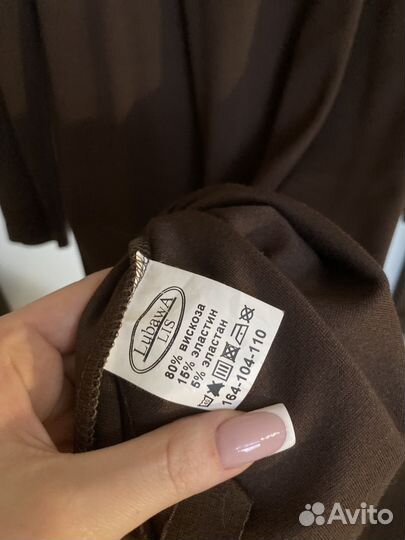 LubawA
LIS
80% вискоза
15% эластин
5% эластан
164-104-110
Avito